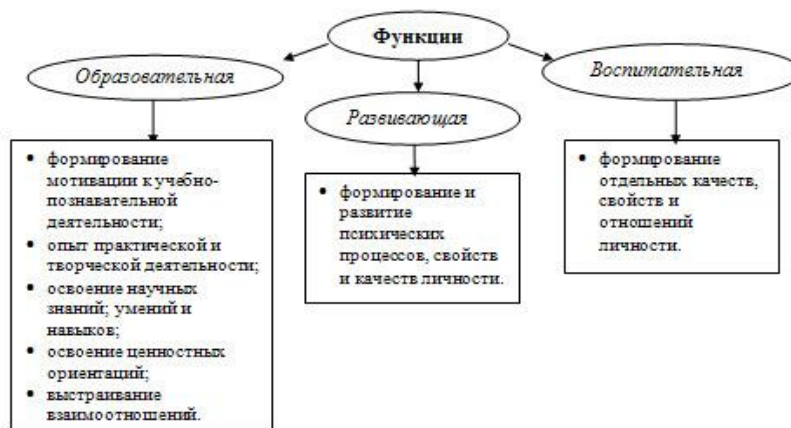 Функции
Образовательная
Развивающая
Воспитательная
• формирование
мотивации к учебно-
познавательной
деятельности;
• опыт практической и
творческой деятельности;
• освоение научных
знаний; умений и
навыков;
• освоение ценностных
ориентаций;
• выстраивание
взаимоотношений.
• формирование и
развитие
психических
процессов, свойств
и качеств личности.
• формирование
отдельных качеств,
свойств и
отношений
личности.